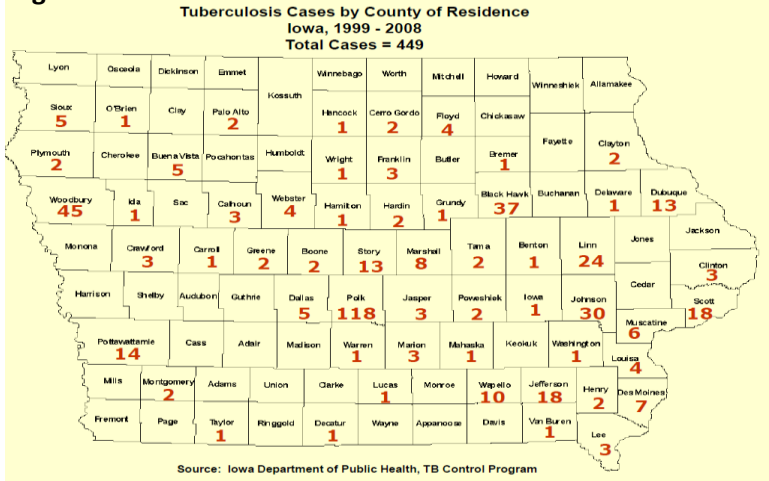 Tuberculosis Cases by County of Residence
Iowa, 1999 - 2008
Total Cases = 449
Lyon Osceola Dickinson Emmet Winnebago Worth Mitchell Howard
Kossuth Winneshiek Allamakee
Sioux O'Brien Clay Palo Alto Hancock Cerro Gordo Floyd Chickasaw
5 1 2 1 2 4
Fayette Clayton
2
Plymouth Cherokee Buena Vista Pocahontas Humboldt Wright Franklin Butler Bremer
2 5 1 3 1
Woodbury Ida Sac Calhoun Webster Hamilton Hardin Grundy Black Hawk Buchanan Delaware Dubuque
45 1 3 4 1 2 1 37 1 13
Monona Crawford Carroll Greene Boone Story Marshall Tama Benton Linn Jones Jackson
3 1 2 2 13 8 2 1 24
Clinton
3
Harrison Shelby Audubon Guthrie Dallas Polk Jasper Poweshiek Iowa Johnson Cedar Scott
5 118 3 2 1 30 18
Muscatine
6
Pottawattamie Cass Adair Madison Warren Marion Mahaska Keokuk Washington
14 1 3 1 1
Louisa
4
Mills Montgomery Adams Union Clarke Lucas Monroe Wapello Jefferson Henry Des Moines
2 1 10 18 2 7
Fremont Page Taylor Ringgold Decatur Wayne Appanoose Davis Van Buren
1 1 1
Lee
3
Source: Iowa Department of Public Health, TB Control Program